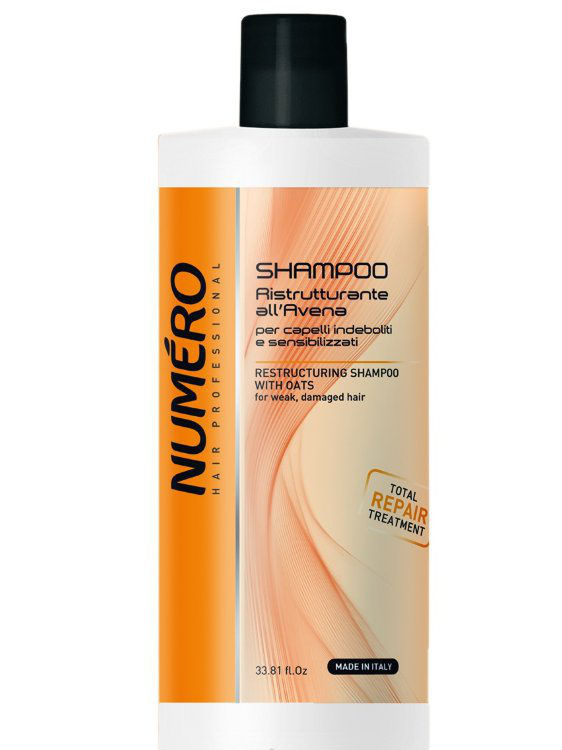 NUMÉRO
HAIR PROFESSIONAL
SHAMPOO
Ristrutturante
all'Avena
per capelli indeboliti
e sensibilizzati
RESTRUCTURING SHAMPOO
WITH OATS
for weak, damaged hair
TOTAL
REPAIR
TREATMENT
33.81 fl.Oz
MADE IN ITALY